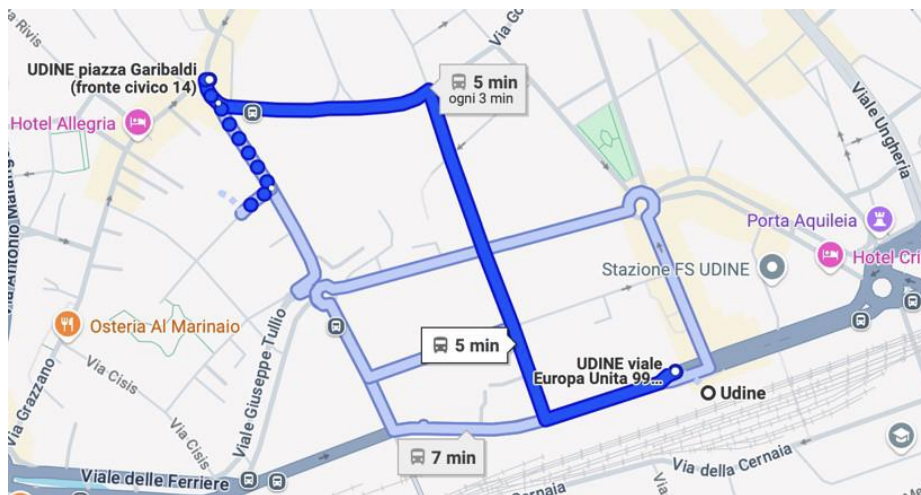 Via Go
5 min
ogni 3 min
UDINE piazza Garibaldi
(fronte civico 14)
Hotel Allegria
Viale Ungheria
Porta Aquileia
Hotel Cri
Stazione FS UDINE
Osteria Al Marinaio
Viale Giuseppe Tullio
5 min
UDINE viale
Europa Unita 99...
Udine
Via Cisis
Via Cisis
Via Grazzano
7 min
Viale delle Ferriere
Via della Cernaia